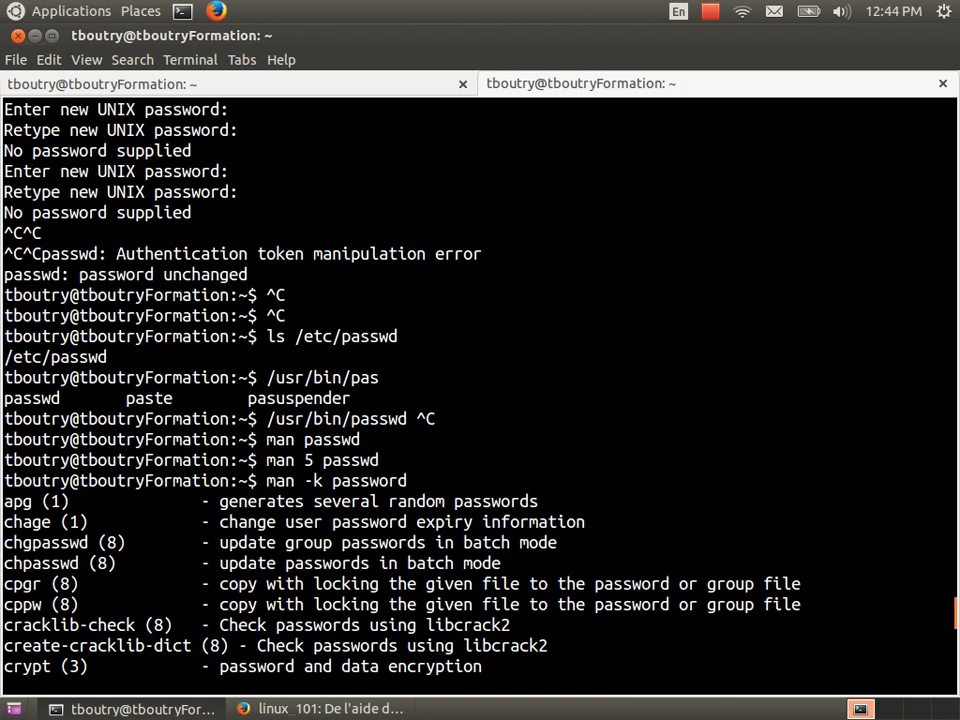 Applications Places En 12:44 PM
tboutry@tboutryFormation: ~
File Edit View Search Terminal Tabs Help
tboutry@tboutryFormation: ~ × tboutry@tboutryFormation: ~ ×
Enter new UNIX password:
Retype new UNIX password:
No password supplied
Enter new UNIX password:
Retype new UNIX password:
No password supplied
^C^C
^C^Cpasswd: Authentication token manipulation error
passwd: password unchanged
tboutry@tboutryFormation:~$ ^C
tboutry@tboutryFormation:~$ ^C
tboutry@tboutryFormation:~$ ls /etc/passwd
/etc/passwd
tboutry@tboutryFormation:~$ /usr/bin/pas
passwd paste pasuspender
tboutry@tboutryFormation:~$ /usr/bin/passwd ^C
tboutry@tboutryFormation:~$ man passwd
tboutry@tboutryFormation:~$ man 5 passwd
tboutry@tboutryFormation:~$ man -k password
apg (1) - generates several random passwords
chage (1) - change user password expiry information
chgpasswd (8) - update group passwords in batch mode
chpasswd (8) - update passwords in batch mode
cpgr (8) - copy with locking the given file to the password or group file
cppw (8) - copy with locking the given file to the password or group file
cracklib-check (8) - Check passwords using libcrack2
create-cracklib-dict (8) - Check passwords using libcrack2
crypt (3) - password and data encryption
tboutry@tboutryFor... linux_101: De l'aide d...